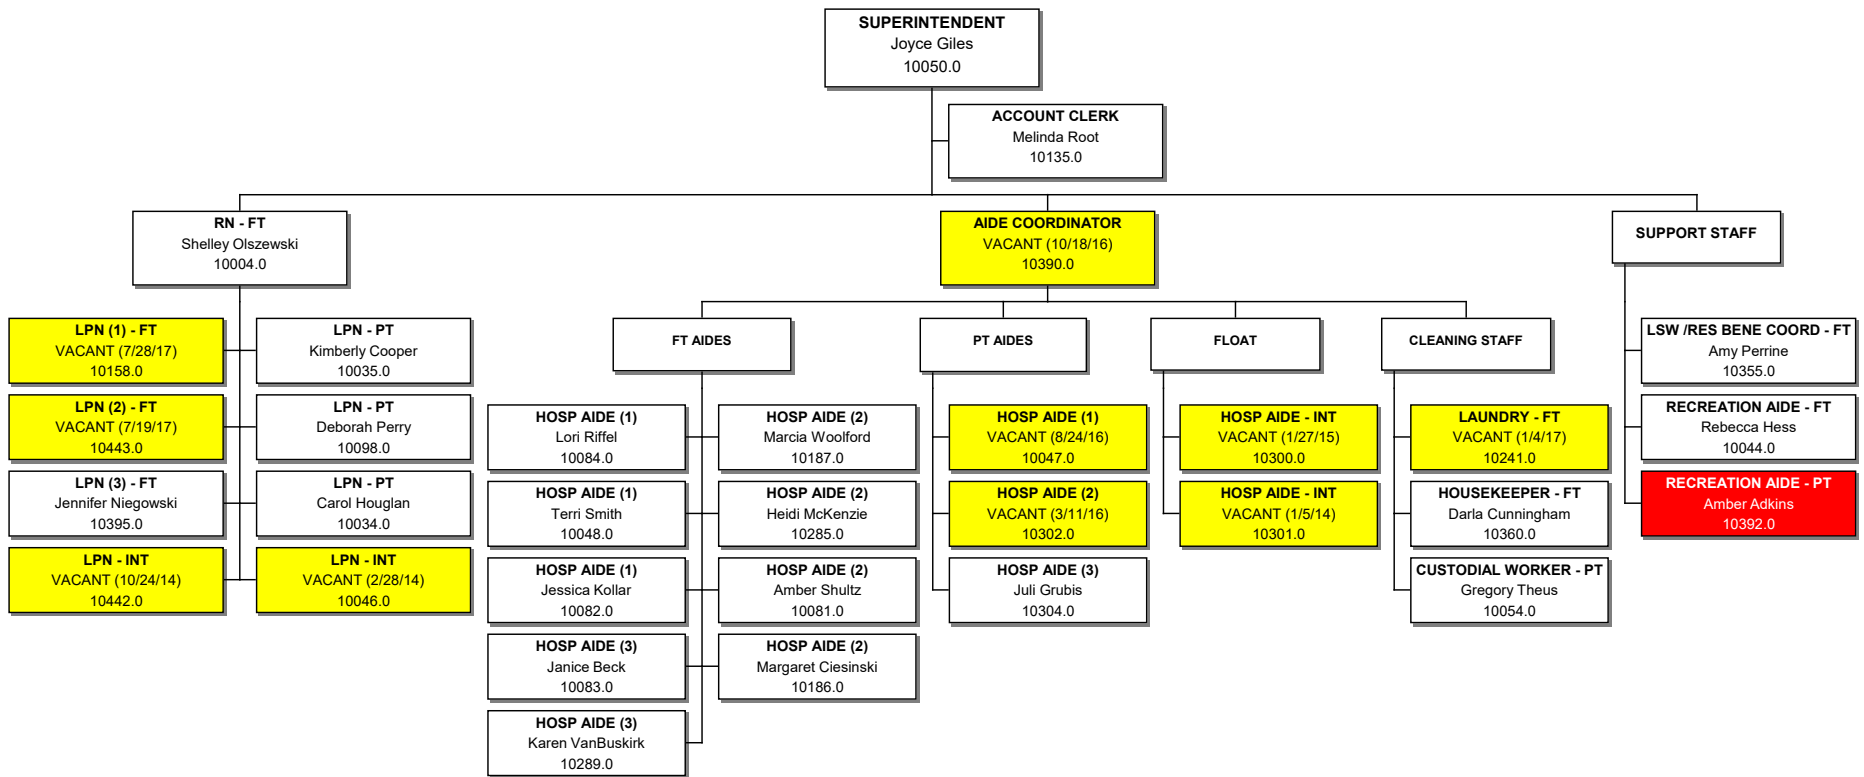 SUPERINTENDENT
Joyce Giles
10050.0
ACCOUNT CLERK
Melinda Root
10135.0
RN - FT
Shelley Olszewski
10004.0
LPN (1) - FT
VACANT (7/28/17)
10158.0
LPN - PT
Kimberly Cooper
10035.0
LPN (2) - FT
VACANT (7/19/17)
10443.0
LPN - PT
Deborah Perry
10098.0
LPN (3) - FT
Jennifer Niegowski
10395.0
LPN - PT
Carol Houglan
10034.0
LPN - INT
VACANT (10/24/14)
10442.0
LPN - INT
VACANT (2/28/14)
10046.0
AIDE COORDINATOR
VACANT (10/18/16)
10390.0
FT AIDES
HOSP AIDE (1)
Lori Riffel
10084.0
HOSP AIDE (2)
Marcia Woolford
10187.0
HOSP AIDE (1)
Terri Smith
10048.0
HOSP AIDE (2)
Heidi McKenzie
10285.0
HOSP AIDE (1)
Jessica Kollar
10082.0
HOSP AIDE (2)
Amber Shultz
10081.0
HOSP AIDE (3)
Janice Beck
10083.0
HOSP AIDE (2)
Margaret Ciesinski
10186.0
HOSP AIDE (3)
Karen VanBuskirk
10289.0
PT AIDES
HOSP AIDE (1)
VACANT (8/24/16)
10047.0
HOSP AIDE (2)
VACANT (3/11/16)
10302.0
HOSP AIDE (3)
Juli Grubis
10304.0
FLOAT
HOSP AIDE - INT
VACANT (1/27/15)
10300.0
HOSP AIDE - INT
VACANT (1/5/14)
10301.0
CLEANING STAFF
LAUNDRY - FT
VACANT (1/4/17)
10241.0
HOUSEKEEPER - FT
Darla Cunningham
10360.0
CUSTODIAL WORKER - PT
Gregory Theus
10054.0
SUPPORT STAFF
LSW /RES BENE COORD - FT
Amy Perrine
10355.0
RECREATION AIDE - FT
Rebecca Hess
10044.0
RECREATION AIDE - PT
Amber Adkins
10392.0